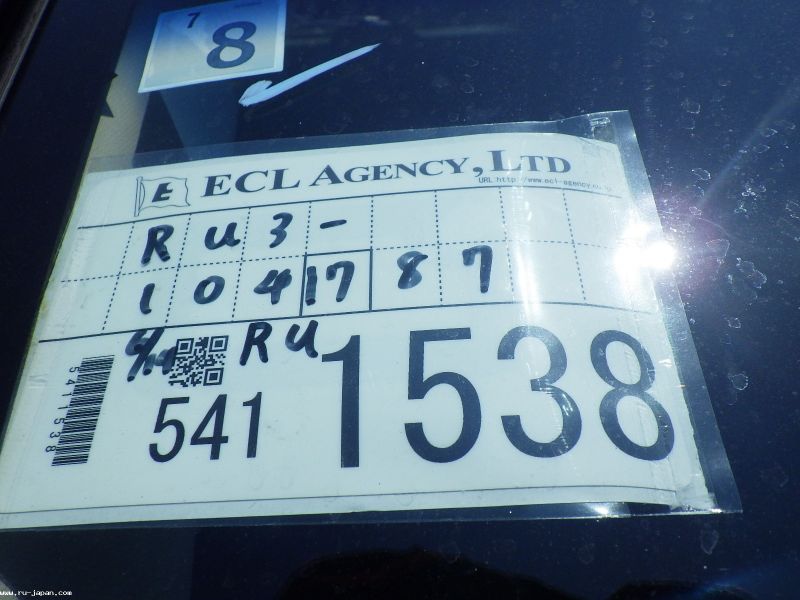 7
8
E ECL AGENCY,LTD
URL http://www.ecl-agency.co.jp
RU3-
104787
RU
5411538
541 1538
www.ru-japan.com